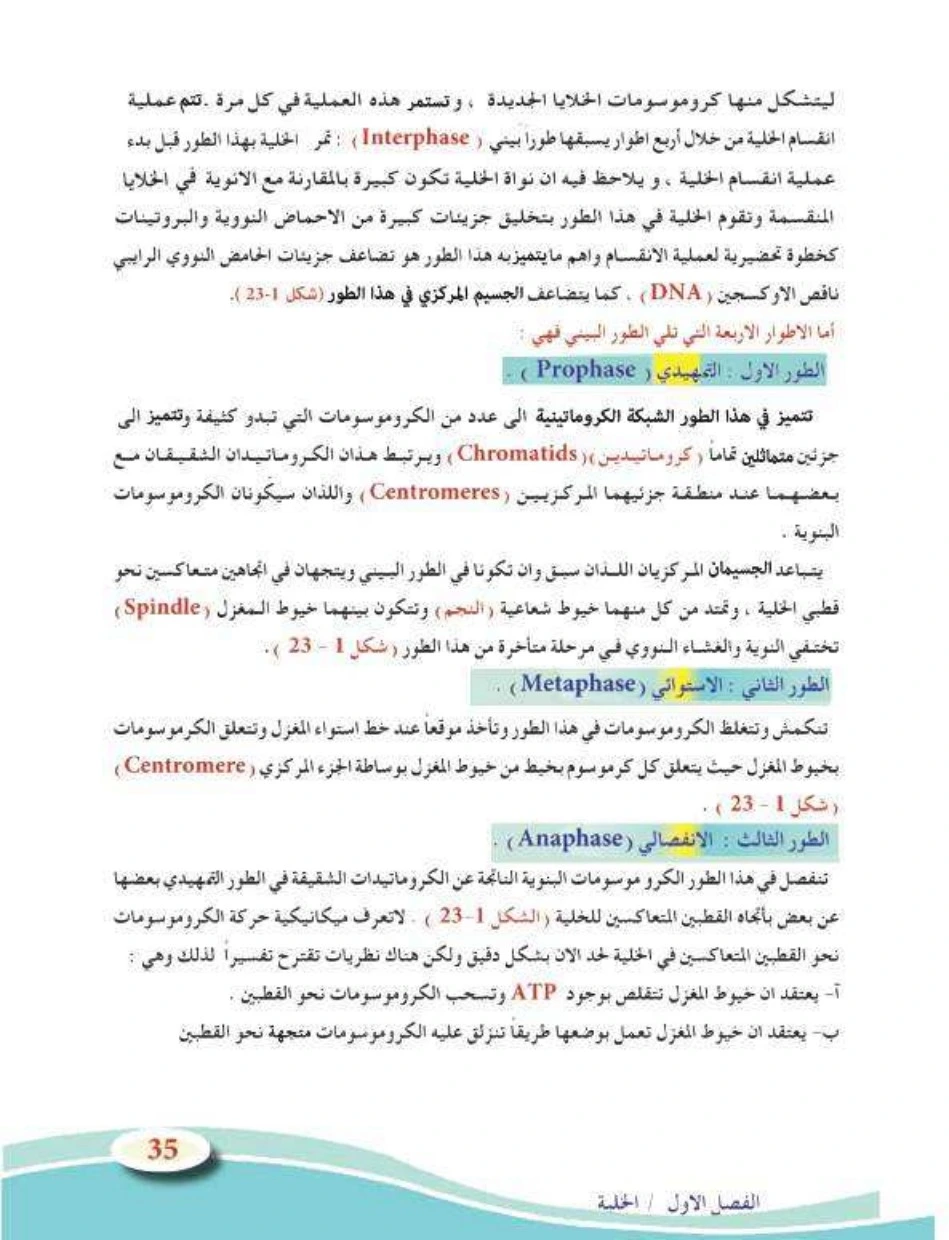 ليتشكل منها كروموسومات الخلايا الجديدة ، وتستمر هذه العملية في كل مرة .تتم عملية
انقسام الخلية من خلال أربع اطوار يسبقها طوراً بيني ( Interphase ) : تمر الخلية بهذا الطور قبل بدء
عملية انقسام الخلية ، و يلاحظ فيه ان نواة الخلية تكون كبيرة بالمقارنة مع الانوية في الخلايا
المنقسمة وتقوم الخلية في هذا الطور بتخليق جزيئات كبيرة من الاحماض النووية والبروتينات
كخطوة تحضيرية لعملية الانقسام واهم مايتميزبه هذا الطور هو تضاعف جزيئات الحامض النووي الرايبي
ناقص الاوكسجين ( DNA ) ، كما يتضاعف الجسيم المركزي في هذا الطور (شكل 1-23 ).
أما الاطوار الاربعة التي تلي الطور البيني فهي :
الطور الاول : التمهيدي ( Prophase ) .
تتميز في هذا الطور الشبكة الكروماتينية الى عدد من الكروموسومات التي تبدو كثيفة وتتميز الى
جزئين متماثلين تماماً ( كروماتيدين)( Chromatids ) ويرتبط هذان الكروماتيدان الشقيقان مع
بعضهما عند منطقة جزئيهما المركزيين ( Centromeres ) واللذان سيكونان الكروموسومات
البنوية .
يتباعد الجسيمان المركزيان اللذان سبق وان تكونا في الطور البيني ويتجهان في اتجاهين متعاكسين نحو
قطبي الخلية ، وتمتد من كل منهما خيوط شعاعية ( النجم ) وتتكون بينهما خيوط المغزل ( Spindle )
تختفي النوية والغشاء النووي في مرحلة متأخرة من هذا الطور ( شكل 1 - 23 ).
الطور الثاني : الاستوائي ( Metaphase ) .
تنكمش وتتغلظ الكروموسومات في هذا الطور وتأخذ موقعاً عند خط استواء المغزل وتتعلق الكرموسومات
بخيوط المغزل حيث يتعلق كل كرموسوم بخيط من خيوط المغزل بوساطة الجزء المركزي ( Centromere )
( شكل 1 - 23 ) .
الطور الثالث : الانفصالي ( Anaphase ) .
تنفصل في هذا الطور الكرو موسومات البنوية الناتجة عن الكروماتيدات الشقيقة في الطور التمهيدي بعضها
عن بعض بأتجاه القطبين المتعاكسين للخلية ( الشكل 1-23 ) . لاتعرف ميكانيكية حركة الكروموسومات
نحو القطبين المتعاكسين في الخلية لحد الان بشكل دقيق ولكن هناك نظريات تقترح تفسيراً لذلك وهي :
آ- يعتقد ان خيوط المغزل تتقلص بوجود ATP وتسحب الكروموسومات نحو القطبين .
ب- يعتقد ان خيوط المغزل تعمل بوضعها طريقاً تنزلق عليه الكروموسومات متجهة نحو القطبين
35
الفصل الاول / الخلية